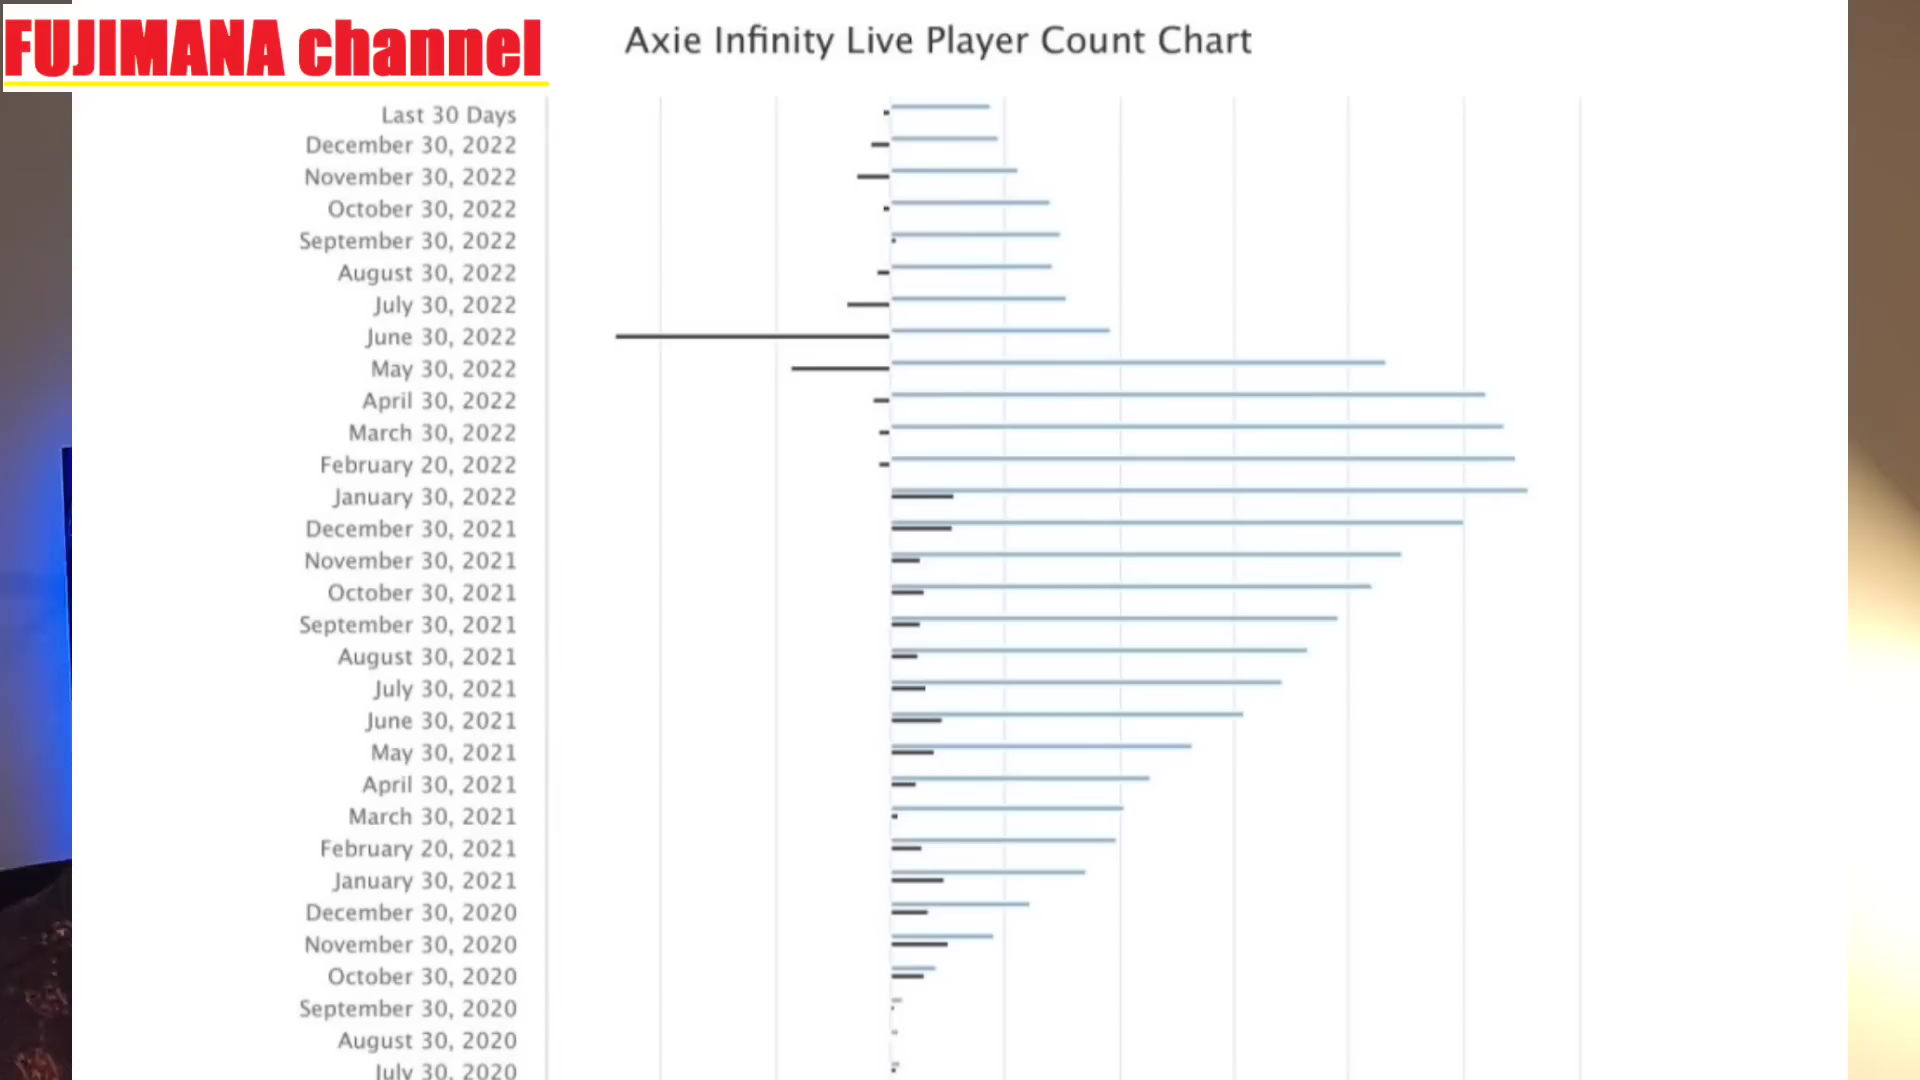 FUJIMANA channel
Axie Infinity Live Player Count Chart
Last 30 Days
December 30, 2022
November 30, 2022
October 30, 2022
September 30, 2022
August 30, 2022
July 30, 2022
June 30, 2022
May 30, 2022
April 30, 2022
March 30, 2022
February 20, 2022
January 30, 2022
December 30, 2021
November 30, 2021
October 30, 2021
September 30, 2021
August 30, 2021
July 30, 2021
June 30, 2021
May 30, 2021
April 30, 2021
March 30, 2021
February 20, 2021
January 30, 2021
December 30, 2020
November 30, 2020
October 30, 2020
September 30, 2020
August 30, 2020
July 30, 2020